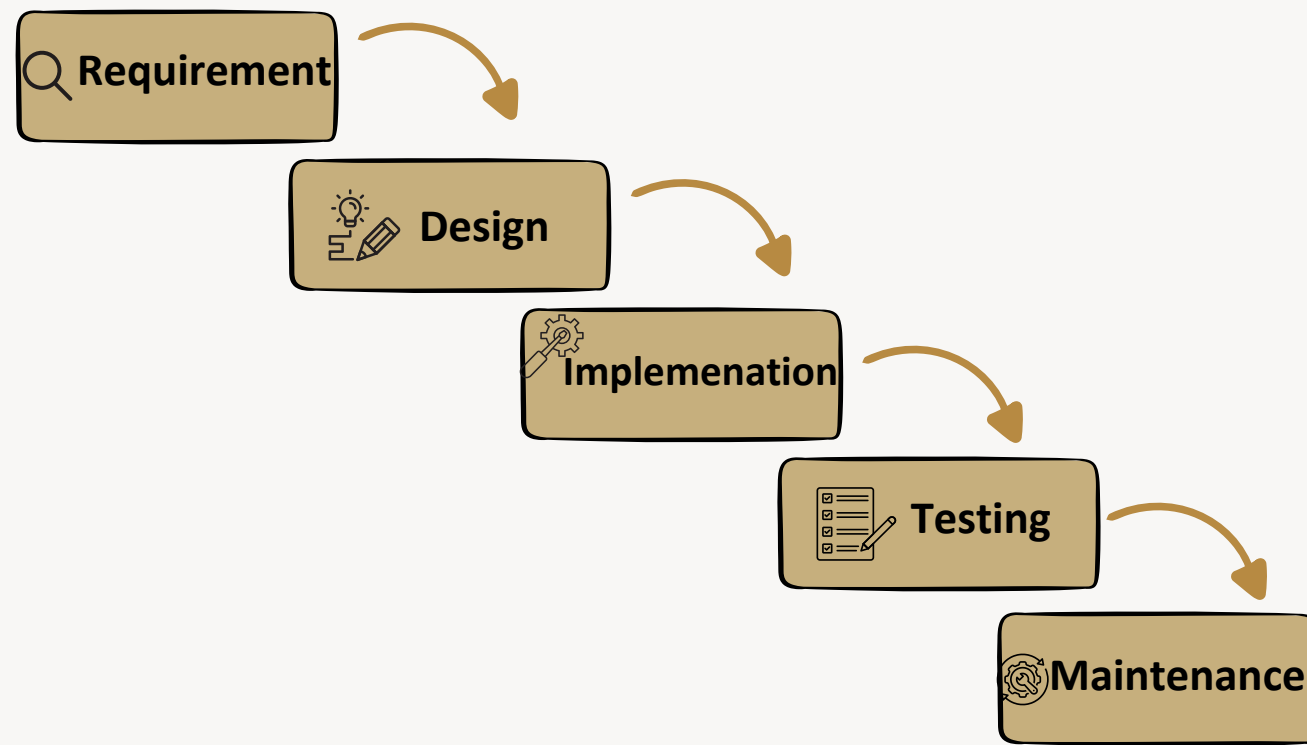 Requirement
Design
Implemenation
Testing
Maintenance